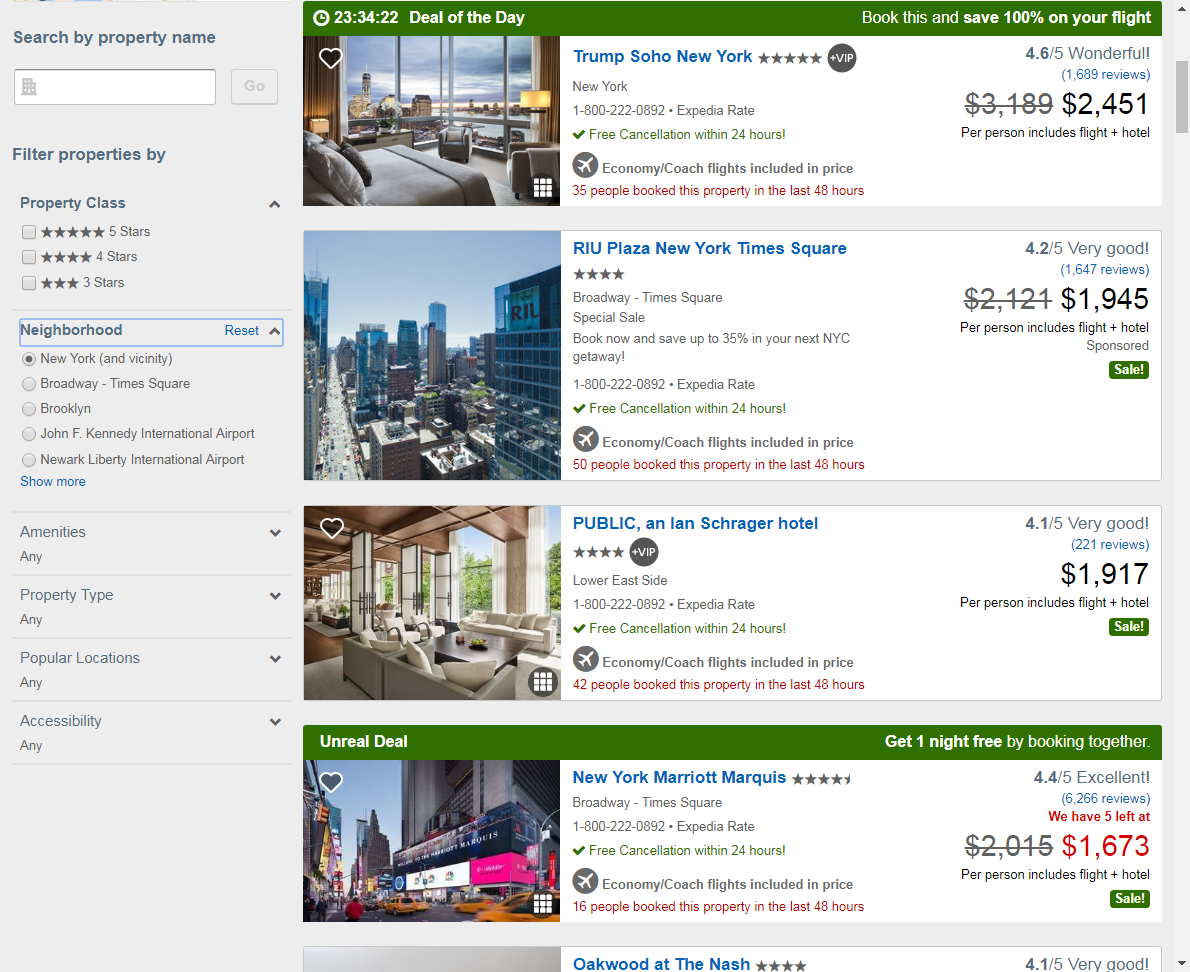 Search by property name
Go
Filter properties by
Property Class
5 Stars
4 Stars
3 Stars
Neighborhood Reset
New York (and vicinity)
Broadway - Times Square
Brooklyn
John F. Kennedy International Airport
Newark Liberty International Airport
Show more
Amenities
Any
Property Type
Any
Popular Locations
Any
Accessibility
Any
23:34:22 Deal of the Day Book this and save 100% on your flight
Trump Soho New York +VIP 4.6/5 Wonderful!
(1,689 reviews)
New York
$3,189 $2,451
1-800-222-0892 • Expedia Rate
Per person includes flight + hotel
Free Cancellation within 24 hours!
Economy/Coach flights included in price
35 people booked this property in the last 48 hours
RIU
RIU Plaza New York Times Square 4.2/5 Very good!
(1,647 reviews)
Broadway - Times Square
$2,121 $1,945
Special Sale
Per person includes flight + hotel
Book now and save up to 35% in your next NYC
Sponsored
getaway!
Sale!
1-800-222-0892 • Expedia Rate
Free Cancellation within 24 hours!
Economy/Coach flights included in price
50 people booked this property in the last 48 hours
PUBLIC, an Ian Schrager hotel 4.1/5 Very good!
(221 reviews)
+VIP
$1,917
Lower East Side
1-800-222-0892 • Expedia Rate
Per person includes flight + hotel
Free Cancellation within 24 hours!
Sale!
Economy/Coach flights included in price
42 people booked this property in the last 48 hours
Unreal Deal Get 1 night free by booking together.
WELCOME TO THE MARRIOTT MARQUIS
New York Marriott Marquis 4.4/5 Excellent!
(6,266 reviews)
Broadway - Times Square
We have 5 left at
1-800-222-0892 • Expedia Rate
$2,015 $1,673
Free Cancellation within 24 hours!
Per person includes flight + hotel
Economy/Coach flights included in price
Sale!
16 people booked this property in the last 48 hours
Oakwood at The Nash 4.1/5 Very good!